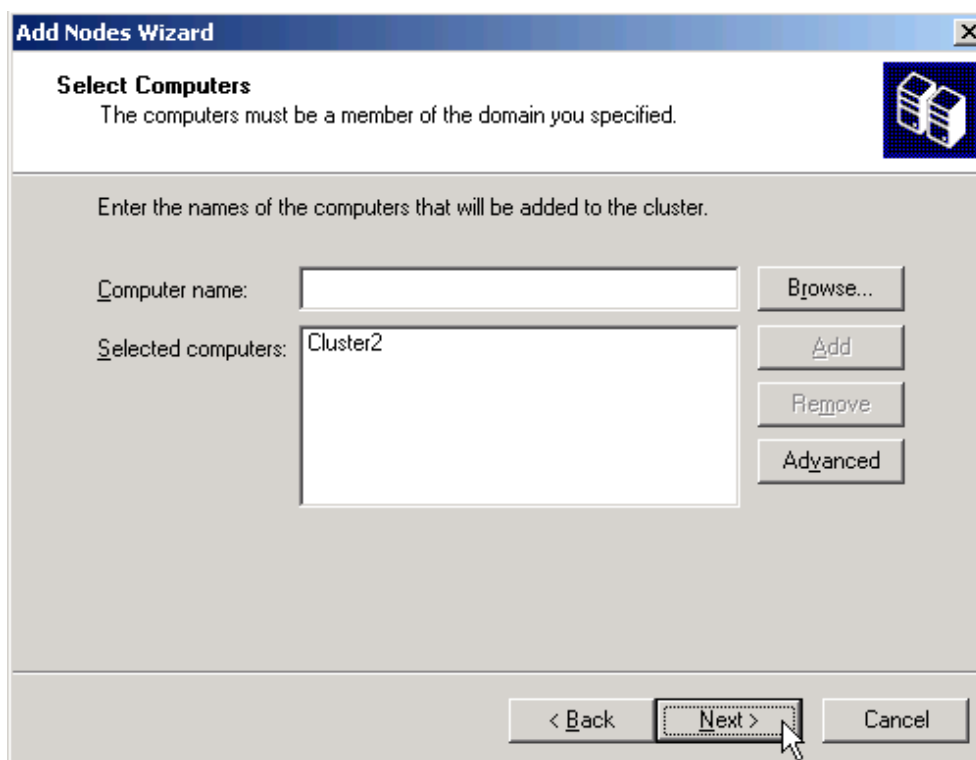 Add Nodes Wizard
Select Computers
The computers must be a member of the domain you specified.
Enter the names of the computers that will be added to the cluster.
Computer name:
Browse...
Selected computers:
Cluster2
Add
Remove
Advanced
< Back
Next >
Cancel